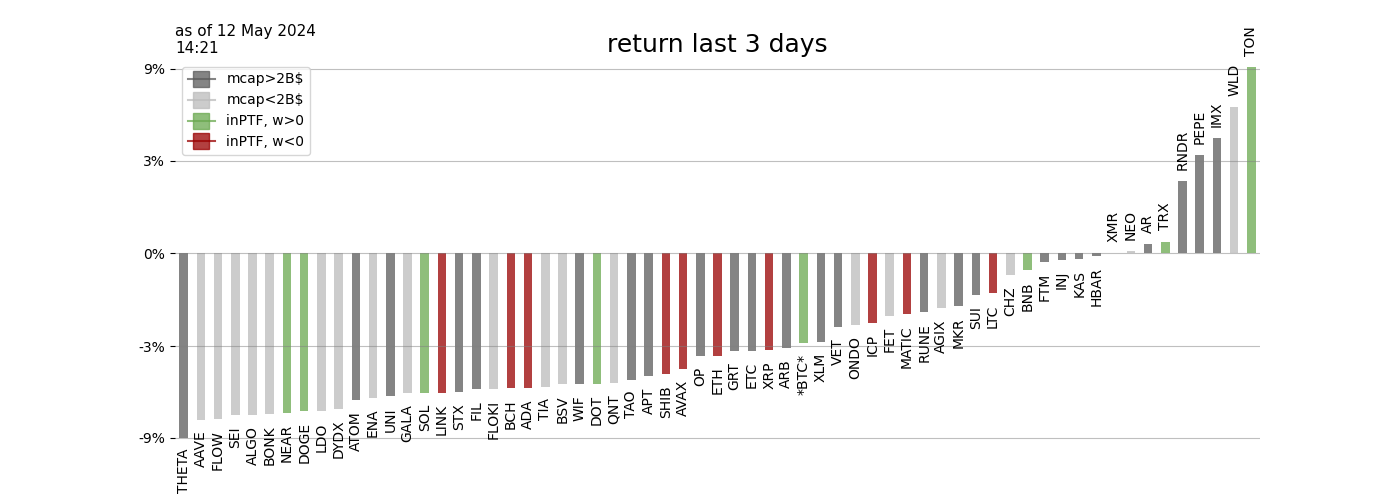 as of 12 May 2024
14:21
return last 3 days
mcap>2B$
mcap<2B$
inPTF, w>0
inPTF, w<0
9%
3%
0%
-3%
-9%
THETA
AAVE
FLOW
SEI
ALGO
BONK
NEAR
DOGE
LDO
DYDX
ATOM
ENA
UNI
GALA
SOL
LINK
STX
FIL
FLOKI
BCH
ADA
TIA
BSV
WIF
DOT
QNT
TAO
APT
SHIB
AVAX
OP
ETH
GRT
ETC
XRP
ARB
*BTC*
XLM
VET
ONDO
ICP
FET
MATIC
RUNE
AGIX
MKR
SUI
LTC
CHZ
BNB
FTM
INJ
KAS
HBAR
XMR
NEO
AR
TRX
RNDR
PEPE
IMX
WLD
TON